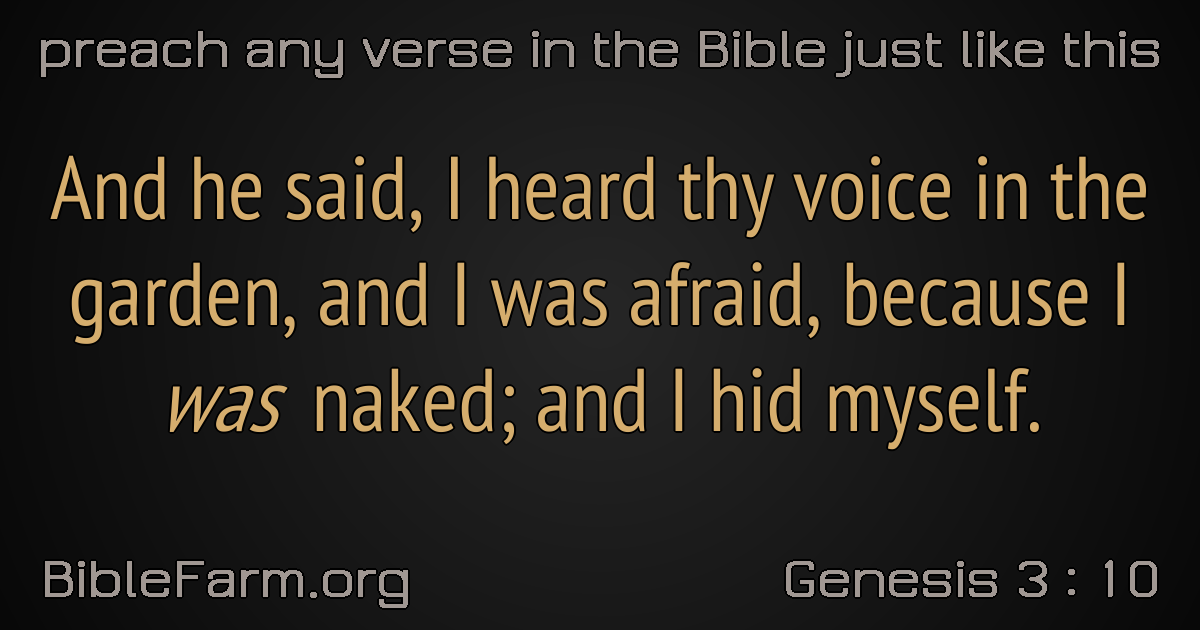 preach any verse in the Bible just like this
And he said, I heard thy voice in the
garden, and I was afraid, because I
was naked; and I hid myself.
BibleFarm.org
Genesis 3 : 10